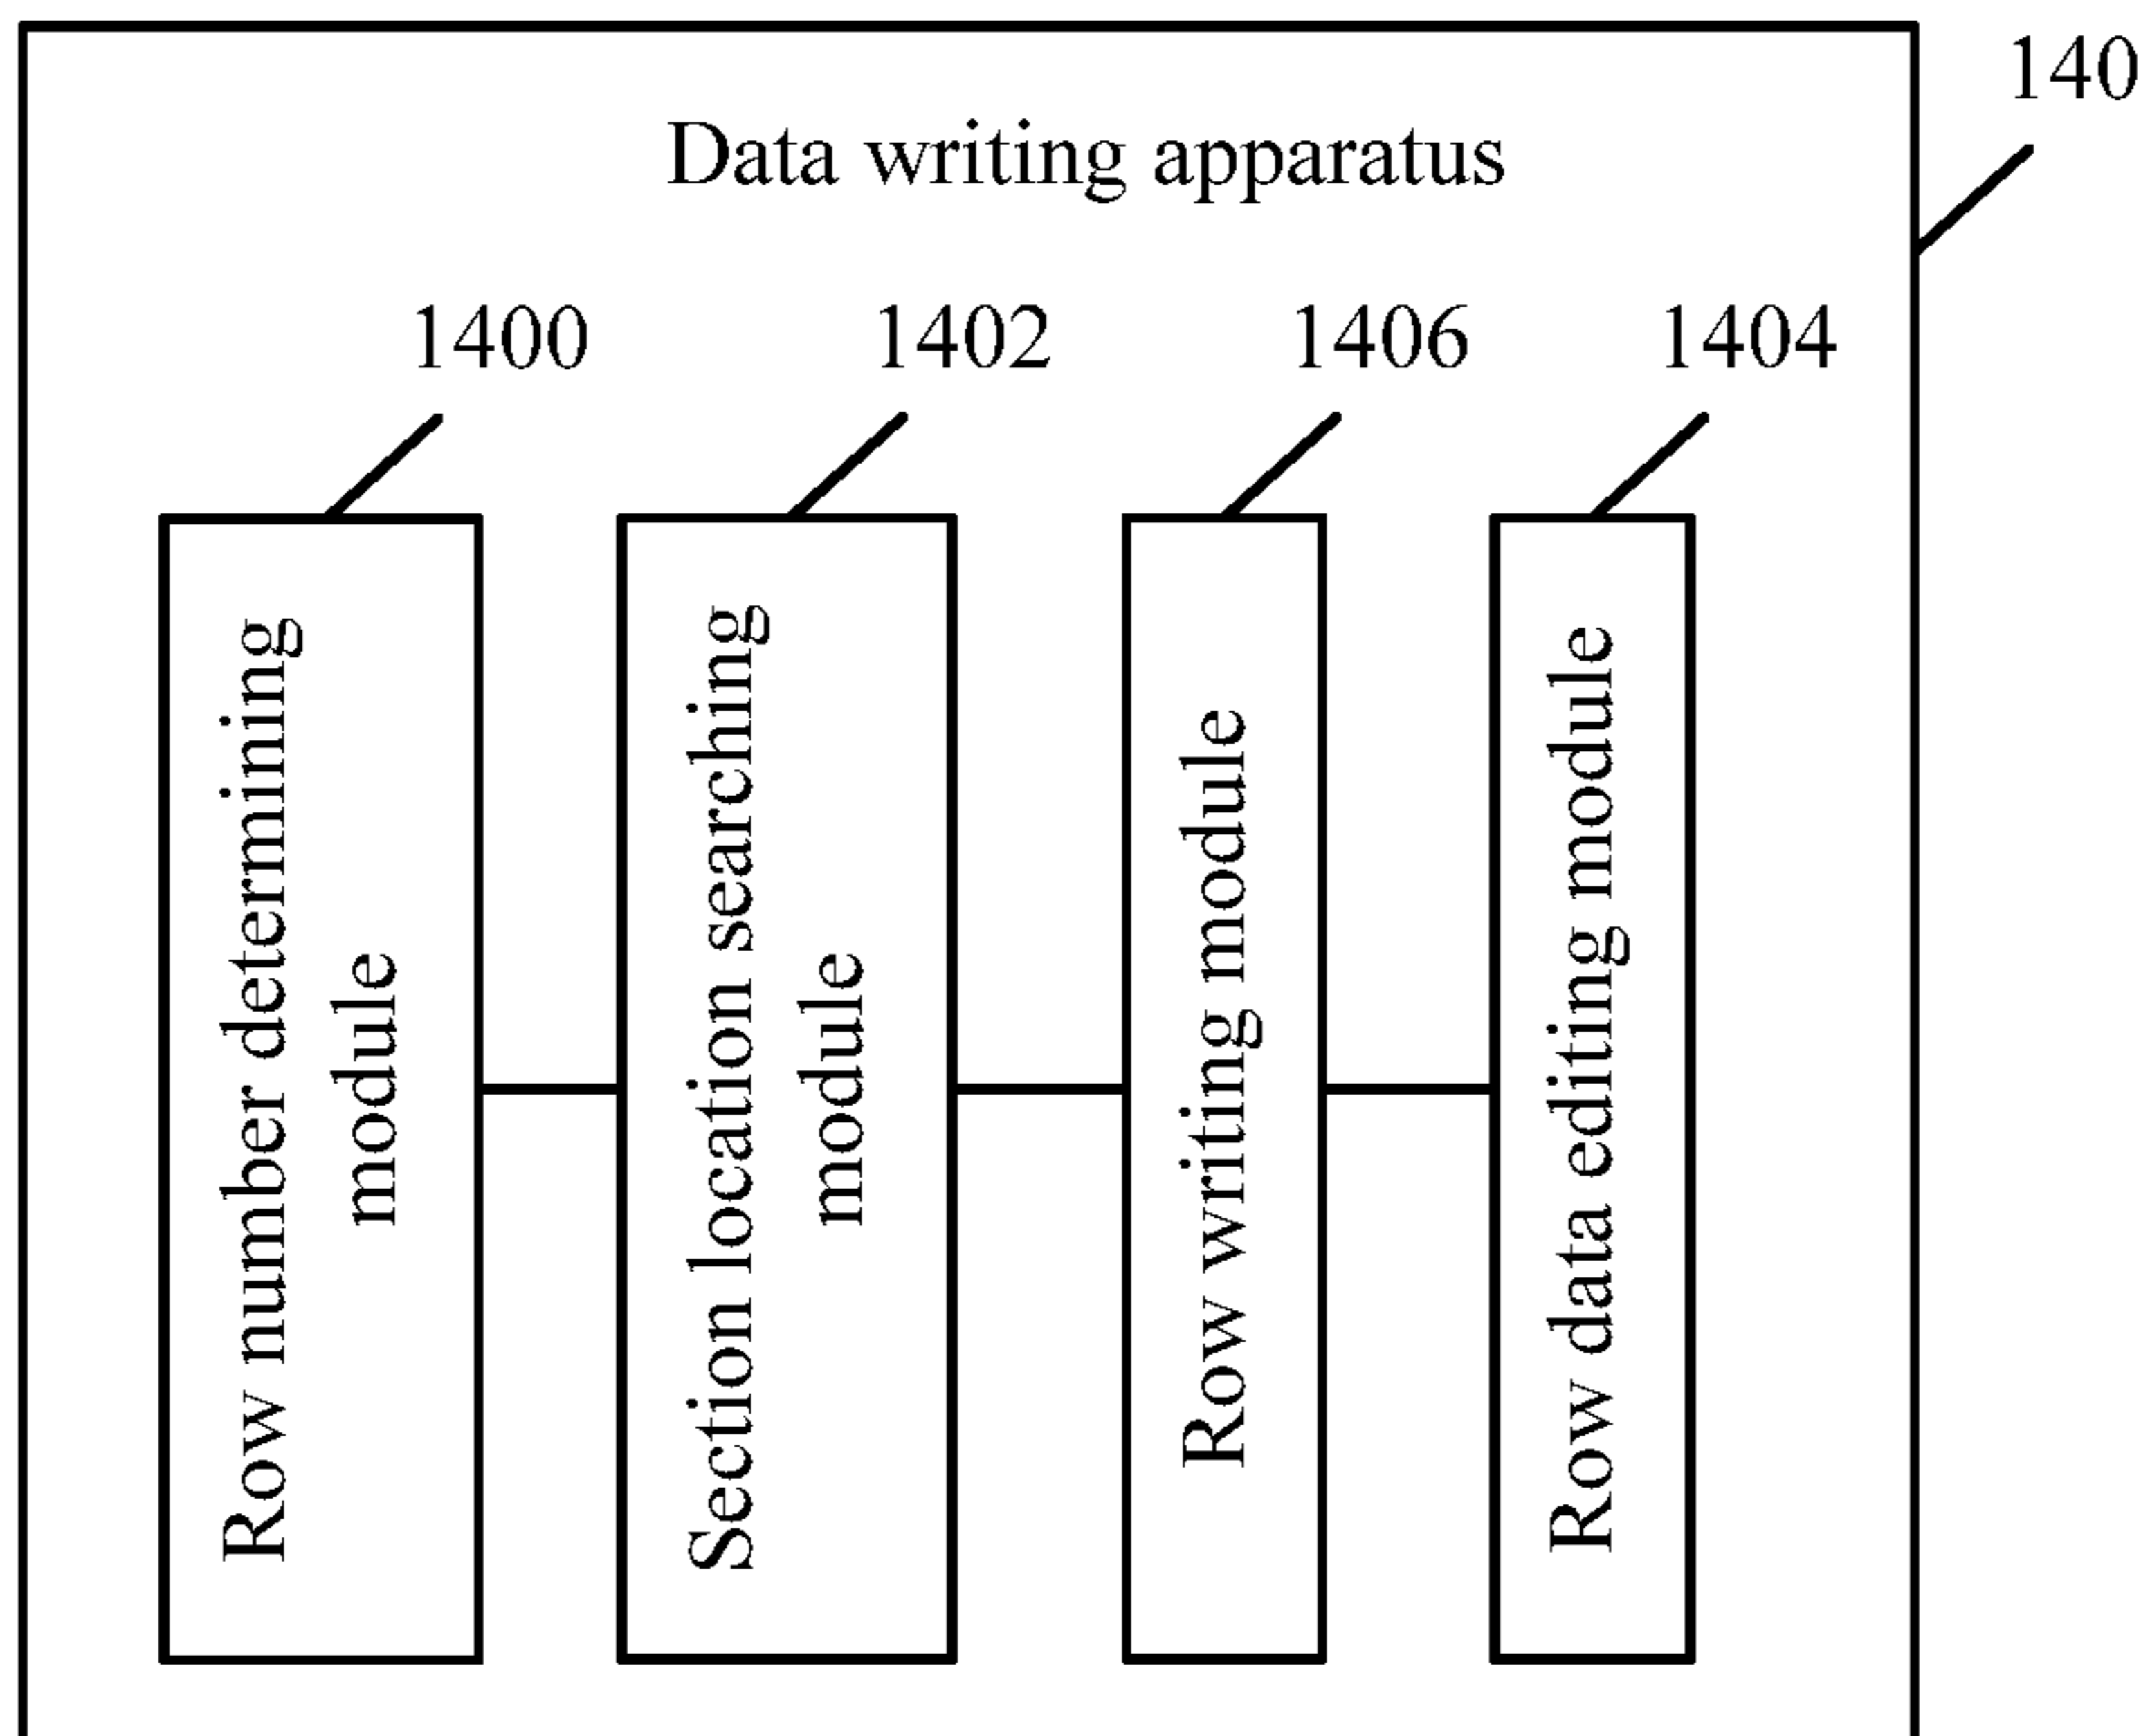 140
Data writing apparatus
1400
1402
1406
1404
Row number determining
module
Section location searching
module
Row writing module
Row data editing module